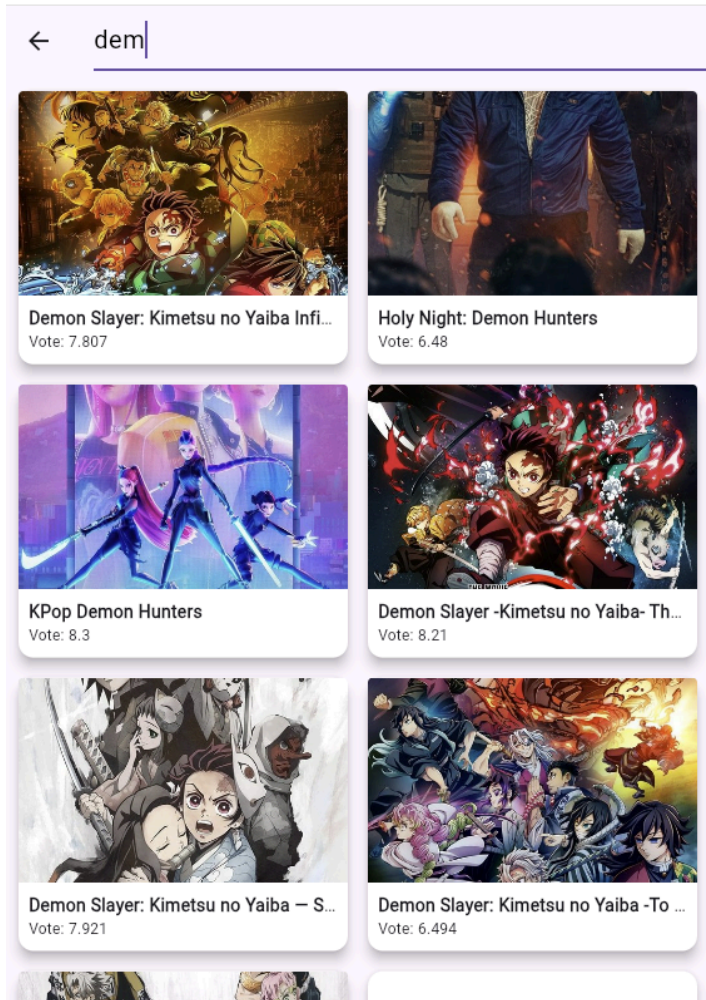 dem
Demon Slayer: Kimetsu no Yaiba Infi...
Vote: 7.807
Holy Night: Demon Hunters
Vote: 6.48
KPop Demon Hunters
Vote: 8.3
Demon Slayer -Kimetsu no Yaiba- Th...
Vote: 8.21
Demon Slayer: Kimetsu no Yaiba — S...
Vote: 7.921
Demon Slayer: Kimetsu no Yaiba -To ...
Vote: 6.494